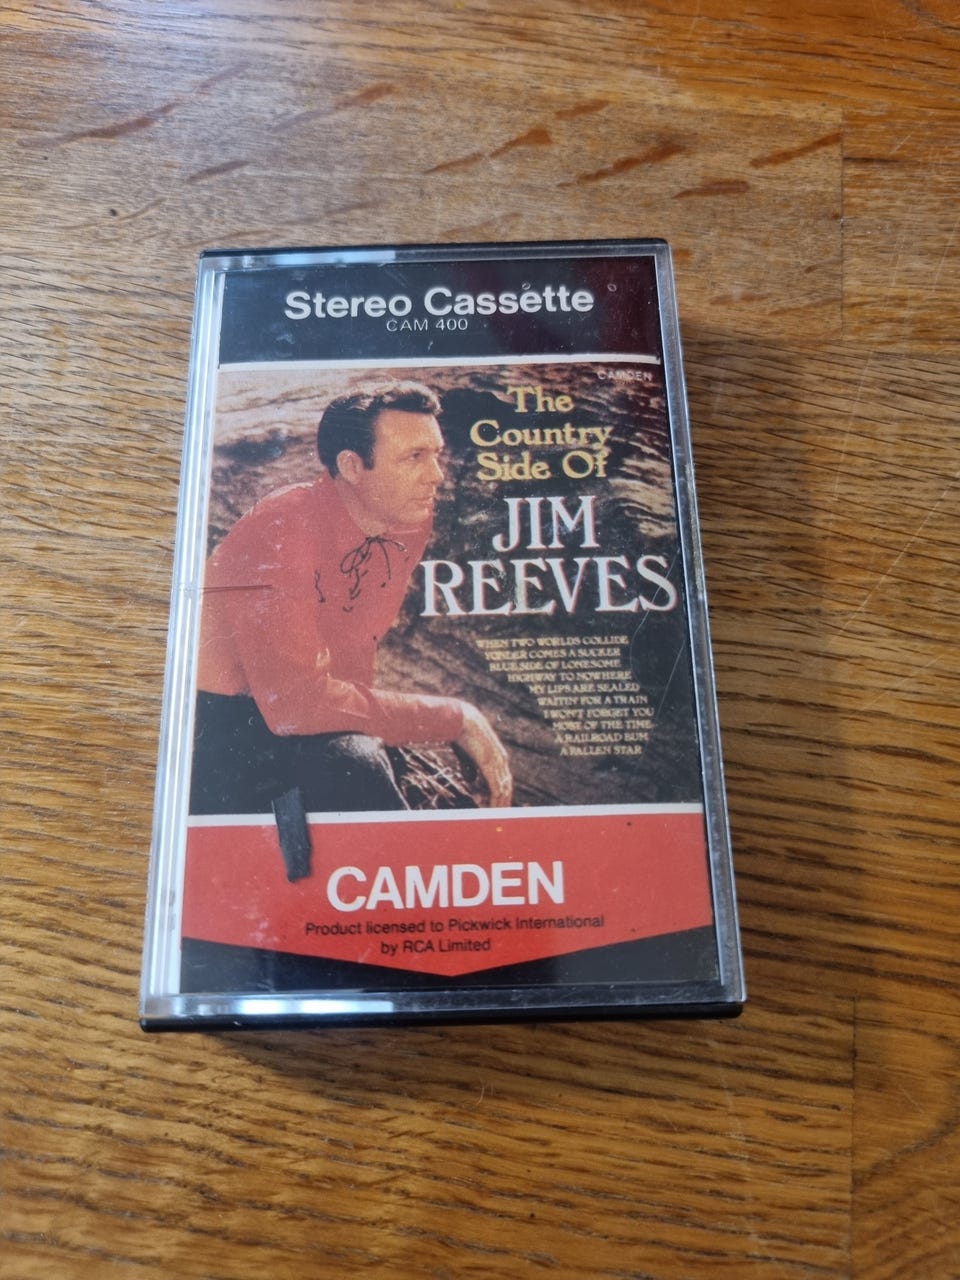 Stereo Cassette
CAM 400
CAMDEN
The
Country
Side Of
JIM
REEVES
WHEN TWO WORLDS COLLIDE
YONDER COMES A SUCKER
BLUE SIDE OF LONESOME
HIGHWAY TO NOWHERE
MY LIPS ARE SEALED
WAITIN' FOR A TRAIN
I WON'T FORGET YOU
MOST OF THE TIME
A RAILROAD BUM
A FALLEN STAR
CAMDEN
Product licensed to Pickwick International
by RCA Limited